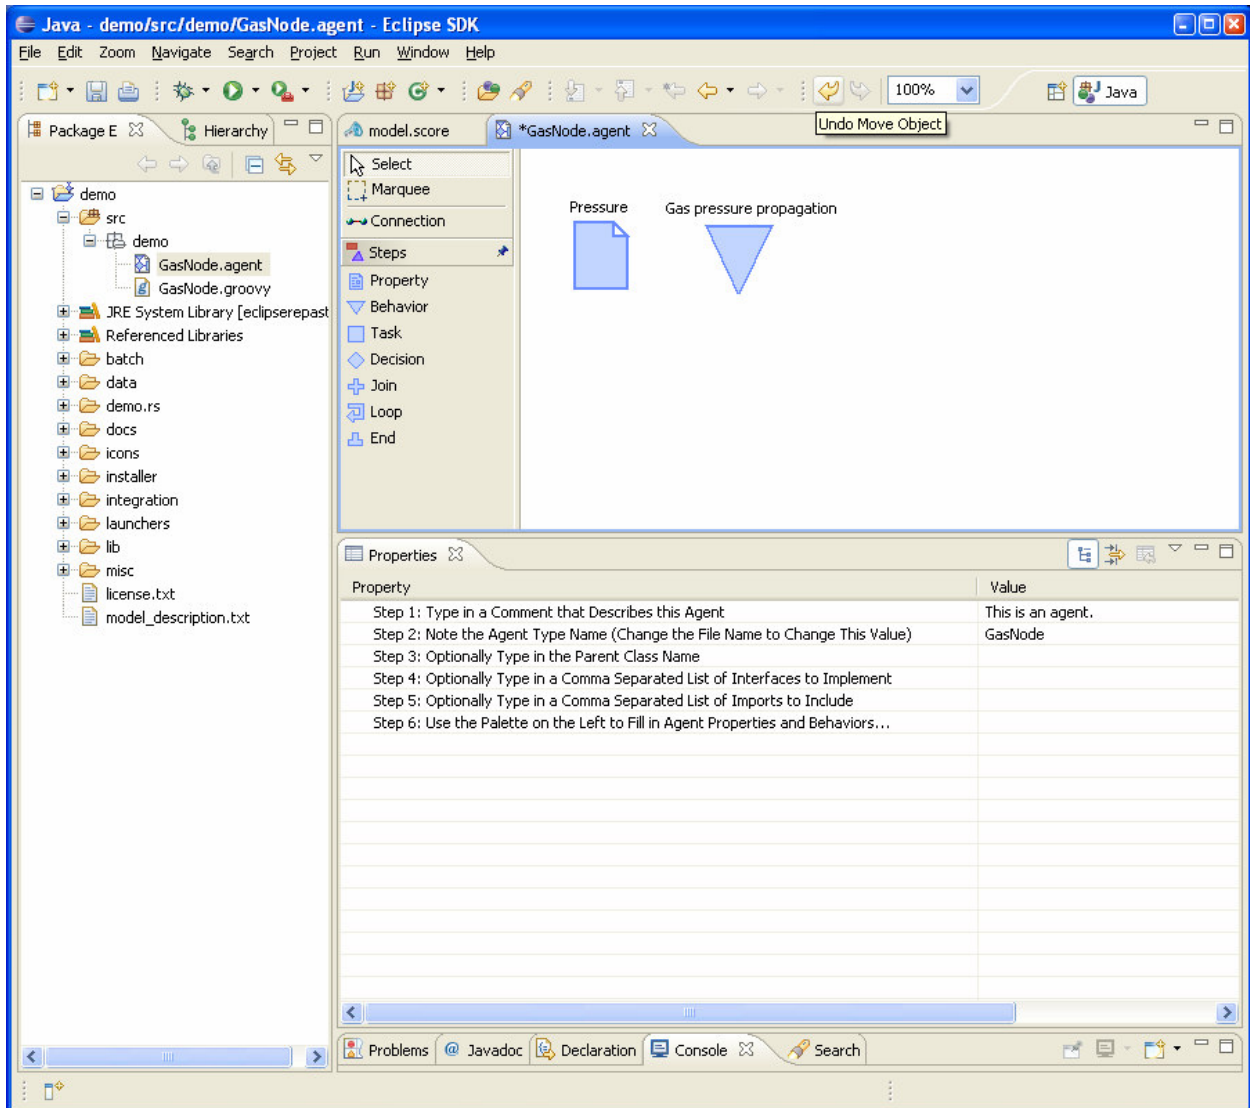 Java - demo/src/demo/GasNode.agent - Eclipse SDK
File Edit Zoom Navigate Search Project Run Window Help
100%
Java
Undo Move Object
Package E
Hierarchy
demo
src
demo
GasNode.agent
GasNode.groovy
JRE System Library [eclipserepast
Referenced Libraries
batch
data
demo.rs
docs
icons
installer
integration
launchers
lib
misc
license.txt
model_description.txt
model.score
*GasNode.agent
Select
Marquee
Connection
Steps
Property
Behavior
Task
Decision
Join
Loop
End
Pressure
Gas pressure propagation
Properties
Property Value
Step 1: Type in a Comment that Describes this Agent This is an agent.
Step 2: Note the Agent Type Name (Change the File Name to Change This Value) GasNode
Step 3: Optionally Type in the Parent Class Name
Step 4: Optionally Type in a Comma Separated List of Interfaces to Implement
Step 5: Optionally Type in a Comma Separated List of Imports to Include
Step 6: Use the Palette on the Left to Fill in Agent Properties and Behaviors...
Problems @ Javadoc Declaration Console Search